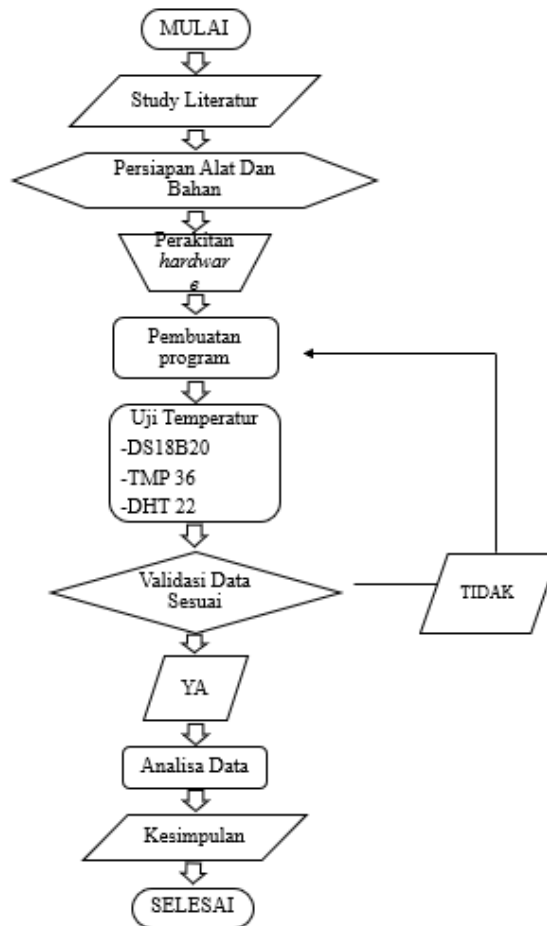 MULAI
Study Literatur
Persiapan Alat Dan
Bahan
Perakitan
hardwar
e
Pembuatan
program
Uji Temperatur
-DS18B20
-TMP 36
-DHT 22
Validasi Data
Sesuai
TIDAK
YA
Analisa Data
Kesimpulan
SELESAI